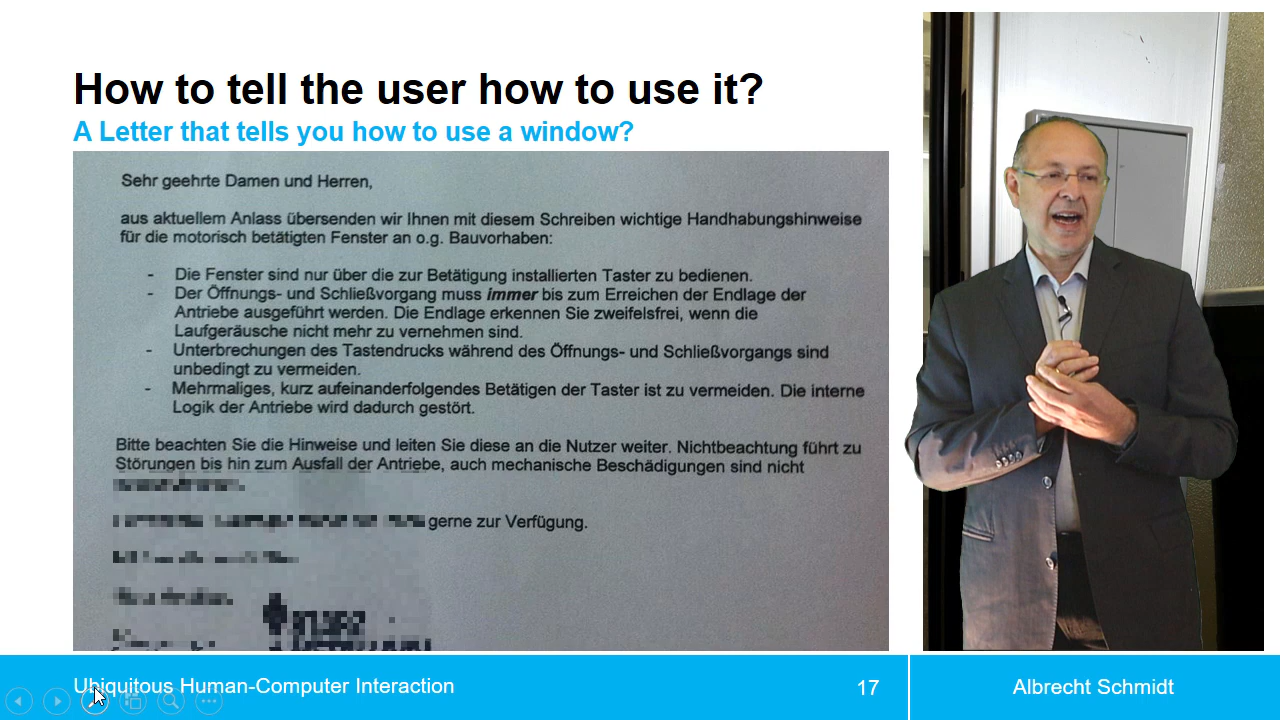 How to tell the user how to use it?
A Letter that tells you how to use a window?
Sehr geehrte Damen und Herren,
aus aktuellem Anlass übersenden wir Ihnen mit diesem Schreiben wichtige Handhabungshinweise
für die motorisch betätigten Fenster an o.g. Bauvorhaben:
- Die Fenster sind nur über die zur Betätigung installierten Taster zu bedienen.
- Der Öffnungs- und Schließvorgang muss immer bis zum Erreichen der Endlage der
Antriebe ausgeführt werden. Die Endlage erkennen Sie zweifelsfrei, wenn die
Laufgeräusche nicht mehr zu vernehmen sind.
- Unterbrechungen des Tastendrucks während des Öffnungs- und Schließvorgangs sind
unbedingt zu vermeiden.
- Mehrmaliges, kurz aufeinanderfolgendes Betätigen der Taster ist zu vermeiden. Die interne
Logik der Antriebe wird dadurch gestört.
Bitte beachten Sie die Hinweise und leiten Sie diese an die Nutzer weiter. Nichtbeachtung führt zu
Störungen bis hin zum Ausfall der Antriebe, auch mechanische Beschädigungen sind nicht
gerne zur Verfügung.
Ubiquitous Human-Computer Interaction
17
Albrecht Schmidt